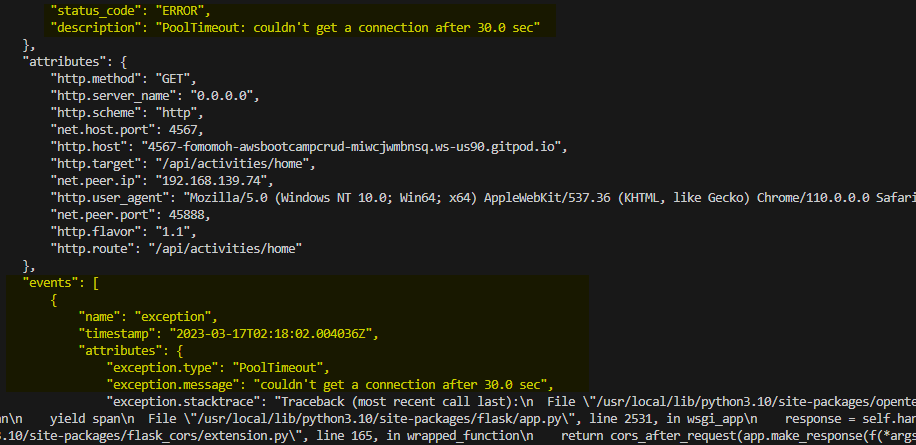 "status_code": "ERROR",
"description": "PoolTimeout: couldn't get a connection after 30.0 sec"
},
"attributes": {
"http.method": "GET",
"http.server_name": "0.0.0.0",
"http.scheme": "http",
"net.host.port": 4567,
"http.host": "4567-fomomoh-awsbootcampcrud-miwcjwmbnsq.ws-us90.gitpod.io",
"http.target": "/api/activities/home",
"net.peer.ip": "192.168.139.74",
"http.user_agent": "Mozilla/5.0 (Windows NT 10.0; Win64; x64) AppleWebKit/537.36 (KHTML, like Gecko) Chrome/110.0.0.0 Safari
"net.peer.port": 45888,
"http.flavor": "1.1",
"http.route": "/api/activities/home"
},
"events": [
{
"name": "exception",
"timestamp": "2023-03-17T02:18:02.004036Z",
"attributes": {
"exception.type": "PoolTimeout",
"exception.message": "couldn't get a connection after 30.0 sec",
"exception.stacktrace": "Traceback (most recent call last):\n  File \"/usr/local/lib/python3.10/site-packages/opente
an\n    yield span\n  File \"/usr/local/lib/python3.10/site-packages/flask/app.py\", line 2531, in wsgi_app\n    response = self.han
3.10/site-packages/flask_cors/extension.py\", line 165, in wrapped_function\n    return cors_after_request(app.make_response(f(*arg